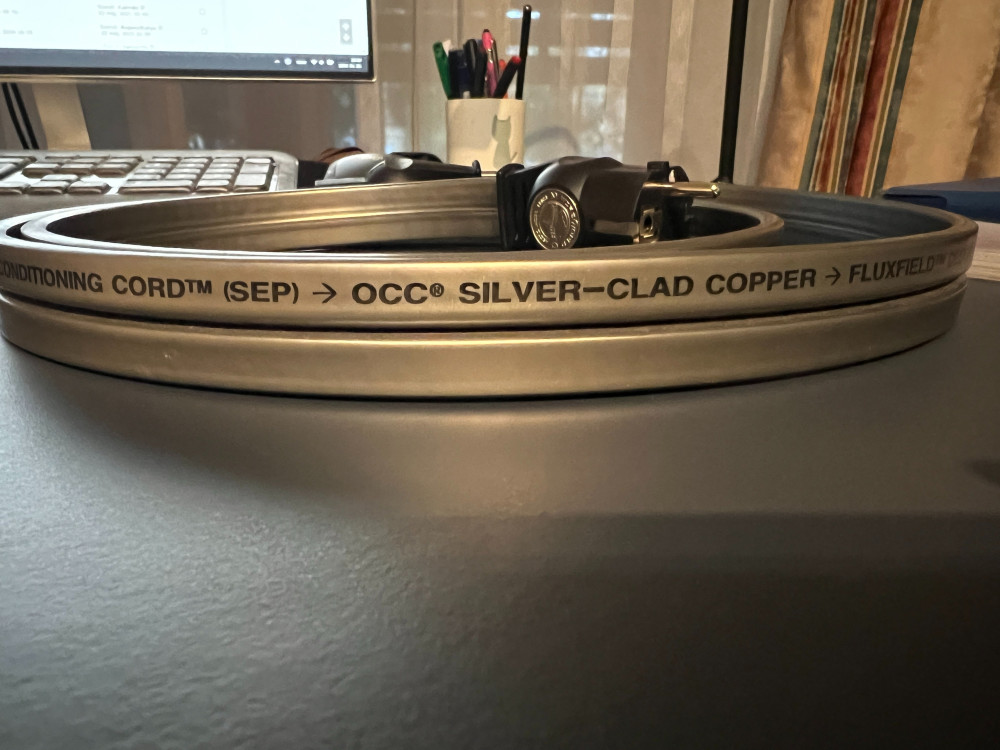 CONDITIONING CORD™ (SEP) → OCC® SILVER–CLAD COPPER → FLUXFIELD™